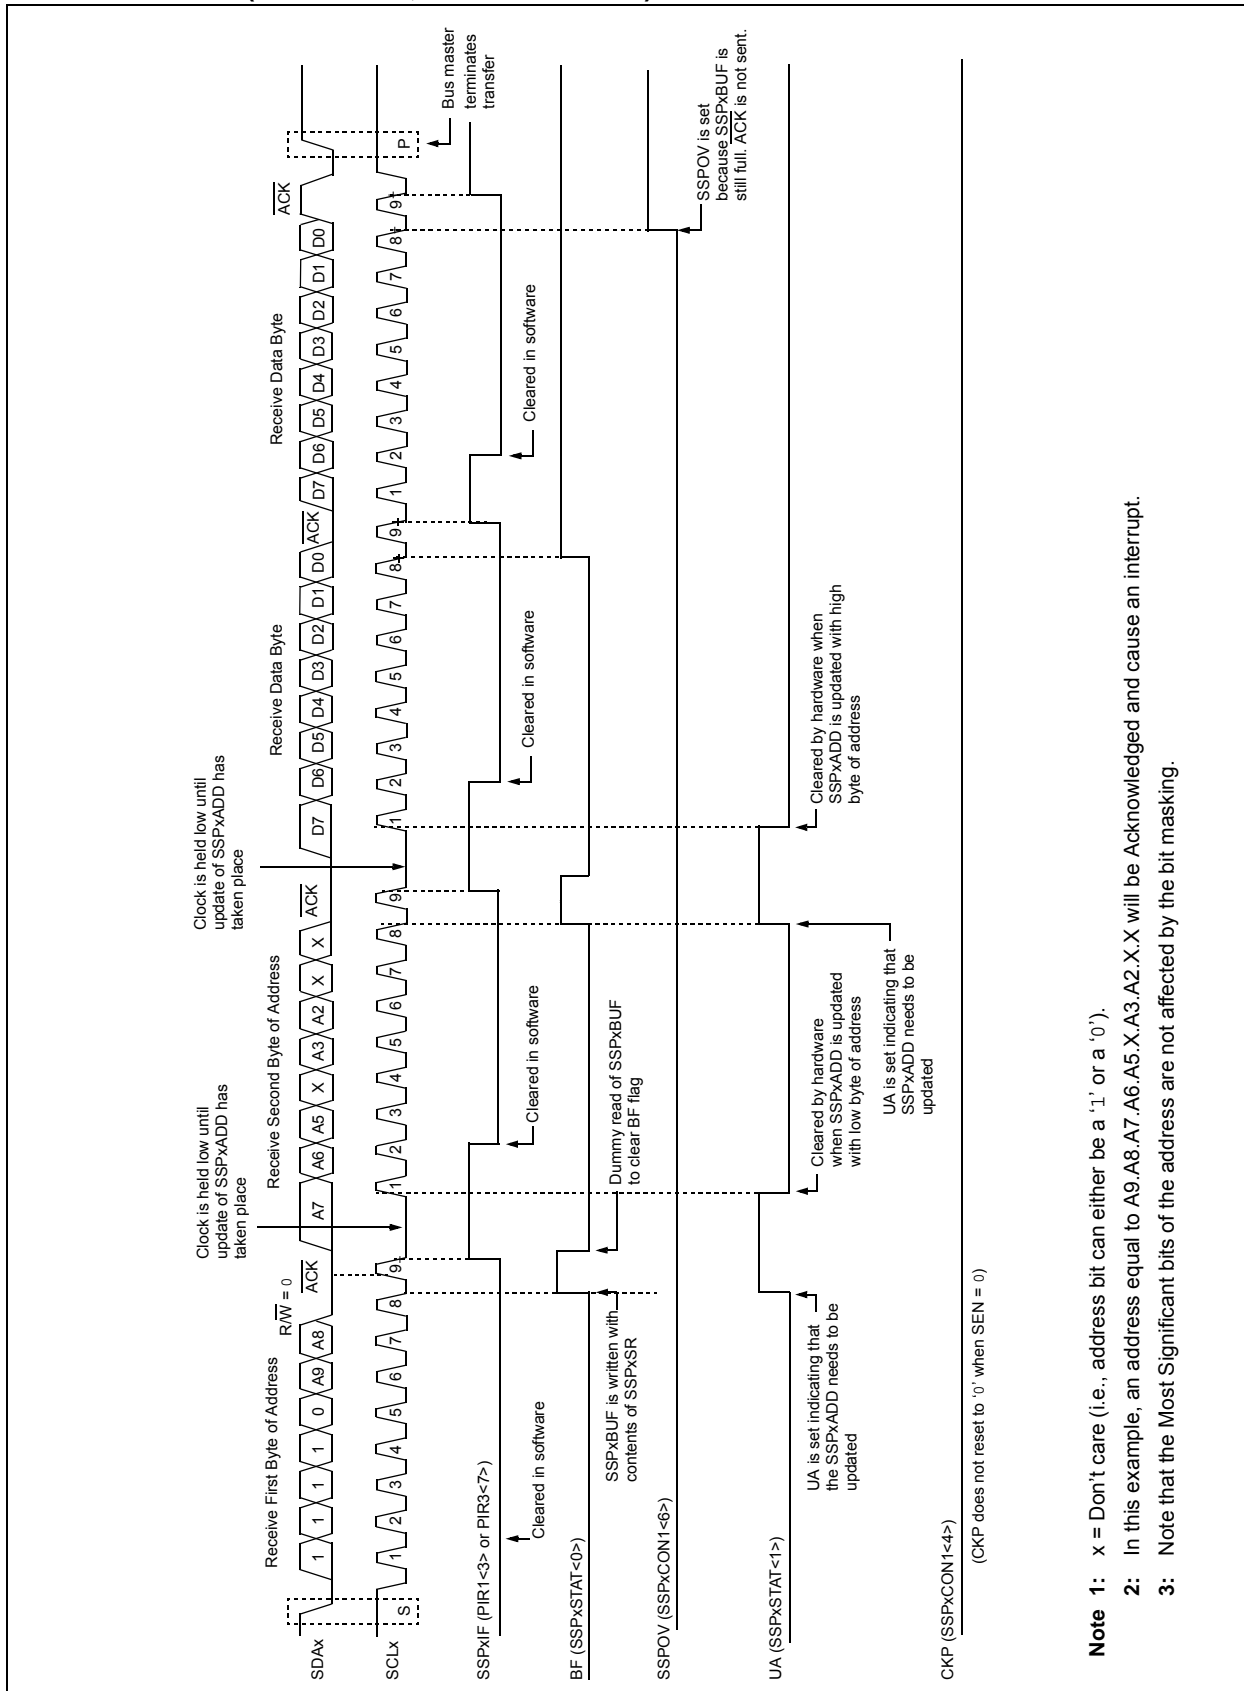 Receive First Byte of Address
R/W = 0
Clock is held low until
update of SSPxADD has
taken place
Receive Second Byte of Address
Clock is held low until
update of SSPxADD has
taken place
Receive Data Byte
Receive Data Byte
SDAx
1 1 1 1 0 A9 A8 ACK A7 A6 A5 X A3 A2 X X ACK D7 D6 D5 D4 D3 D2 D1 D0 ACK D7 D6 D5 D4 D3 D2 D1 D0 ACK
SCLx
S 1 2 3 4 5 6 7 8 9 1 2 3 4 5 6 7 8 9 1 2 3 4 5 6 7 8 9 1 2 3 4 5 6 7 8 9 P
Bus master
terminates
transfer
SSPxIF (PIR1<3> or PIR3<7>)
Cleared in software
Cleared in software
Cleared in software
Cleared in software
BF (SSPxSTAT<0>)
SSPxBUF is written with
contents of SSPxSR
Dummy read of SSPxBUF
to clear BF flag
SSPOV (SSPxCON1<6>)
SSPOV is set
because SSPxBUF is
still full. ACK is not sent.
UA (SSPxSTAT<1>)
UA is set indicating that
the SSPxADD needs to be
updated
Cleared by hardware
when SSPxADD is updated
with low byte of address
UA is set indicating that
SSPxADD needs to be
updated
Cleared by hardware when
SSPxADD is updated with high
byte of address
CKP (SSPxCON1<4>)
(CKP does not reset to ‘0’ when SEN = 0)
Note 1: x = Don’t care (i.e., address bit can either be a ‘1’ or a ‘0’).
2: In this example, an address equal to A9.A8.A7.A6.A5.X.A3.A2.X.X will be Acknowledged and cause an interrupt.
3: Note that the Most Significant bits of the address are not affected by the bit masking.